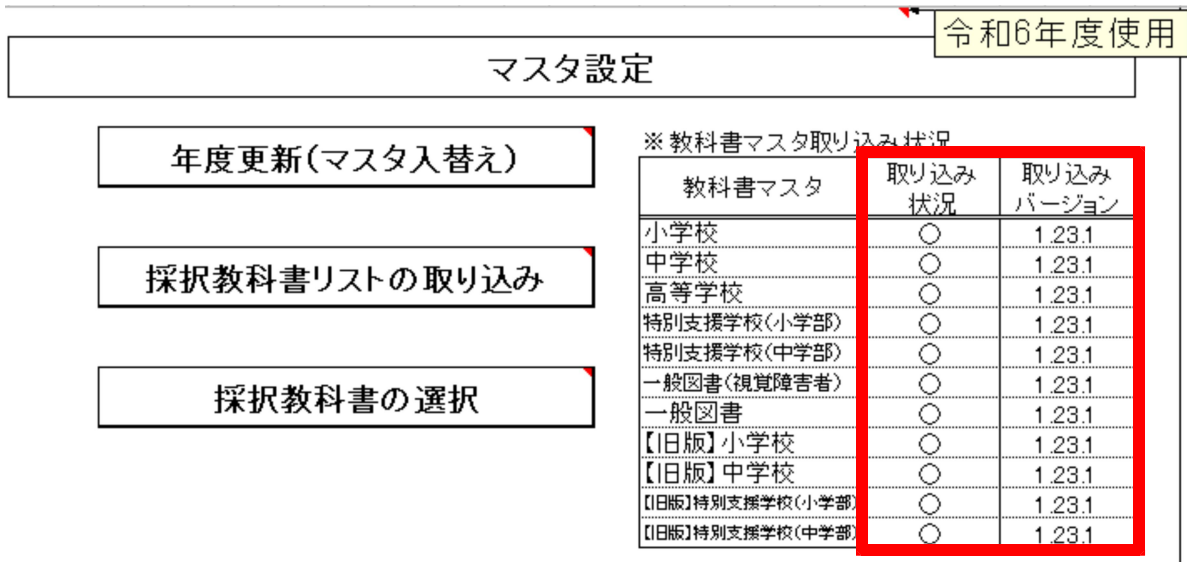 令和6年度使用
マスタ設定
年度更新(マスタ入替え)
採択教科書リストの取り込み
採択教科書の選択
※教科書マスタ取り込み状況
教科書マスタ 取り込み状況 取り込みバージョン
小学校 ○ 1.23.1
中学校 ○ 1.23.1
高等学校 ○ 1.23.1
特別支援学校(小学部) ○ 1.23.1
特別支援学校(中学部) ○ 1.23.1
一般図書(視覚障害者) ○ 1.23.1
一般図書 ○ 1.23.1
【旧版】小学校 ○ 1.23.1
【旧版】中学校 ○ 1.23.1
【旧版】特別支援学校(小学部) ○ 1.23.1
【旧版】特別支援学校(中学部) ○ 1.23.1